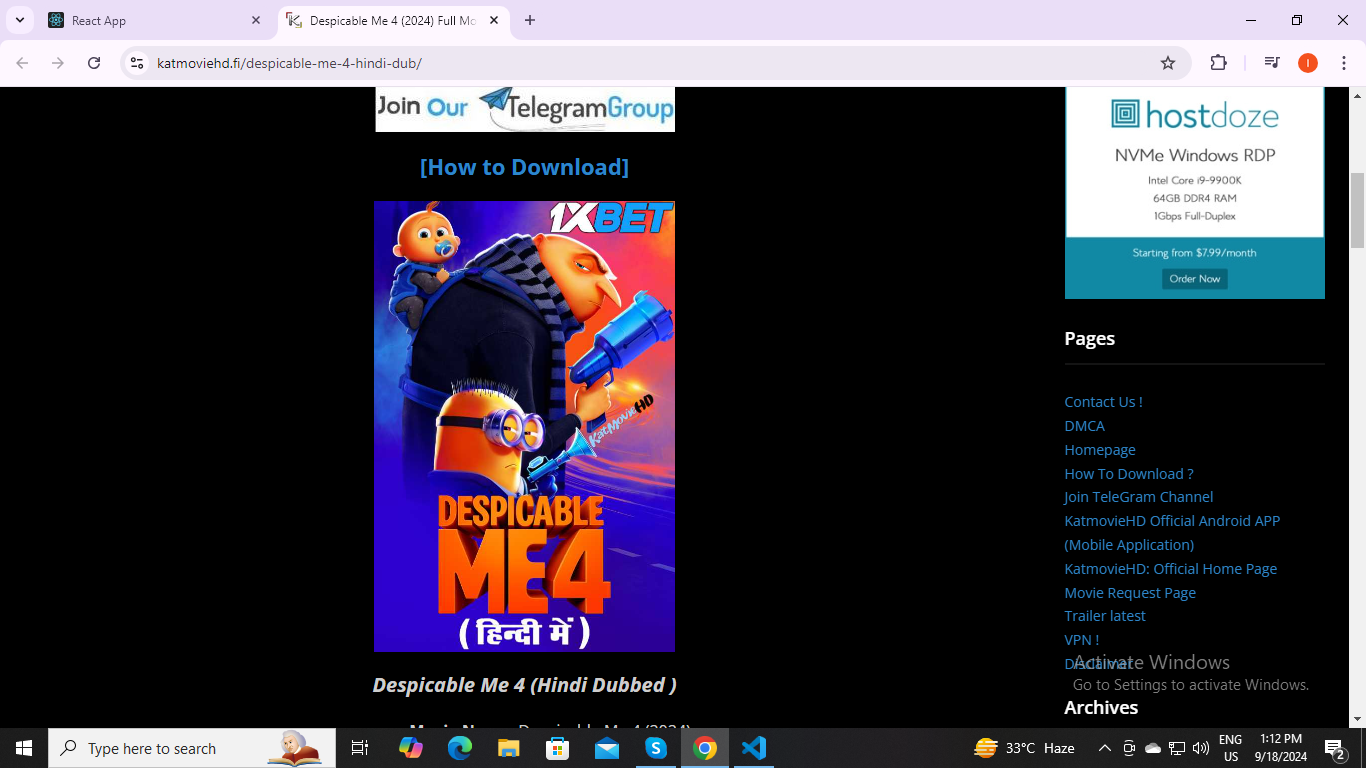 React App
Despicable Me 4 (2024) Full Mo
katmoviehd.fi/despicable-me-4-hindi-dub/
I
Join Our TelegramGroup
[How to Download]
1XBET
KatMovieHD
DESPICABLE
ME4
(हिन्दी में)
Despicable Me 4 (Hindi Dubbed )
Despicable Me 4 (2024)
hostdoze
NVMe Windows RDP
Intel Core i9-9900K
64GB DDR4 RAM
1Gbps Full-Duplex
Starting from $7.99/month
Order Now
Pages
Contact Us !
DMCA
Homepage
How To Download ?
Join TeleGram Channel
KatmovieHD Official Android APP
(Mobile Application)
KatmovieHD: Official Home Page
Movie Request Page
Trailer latest
VPN !
Disclaimer
Activate Windows
Go to Settings to activate Windows.
Archives
Type here to search
33°C Haze
ENG
US
1:12 PM
9/18/2024
2